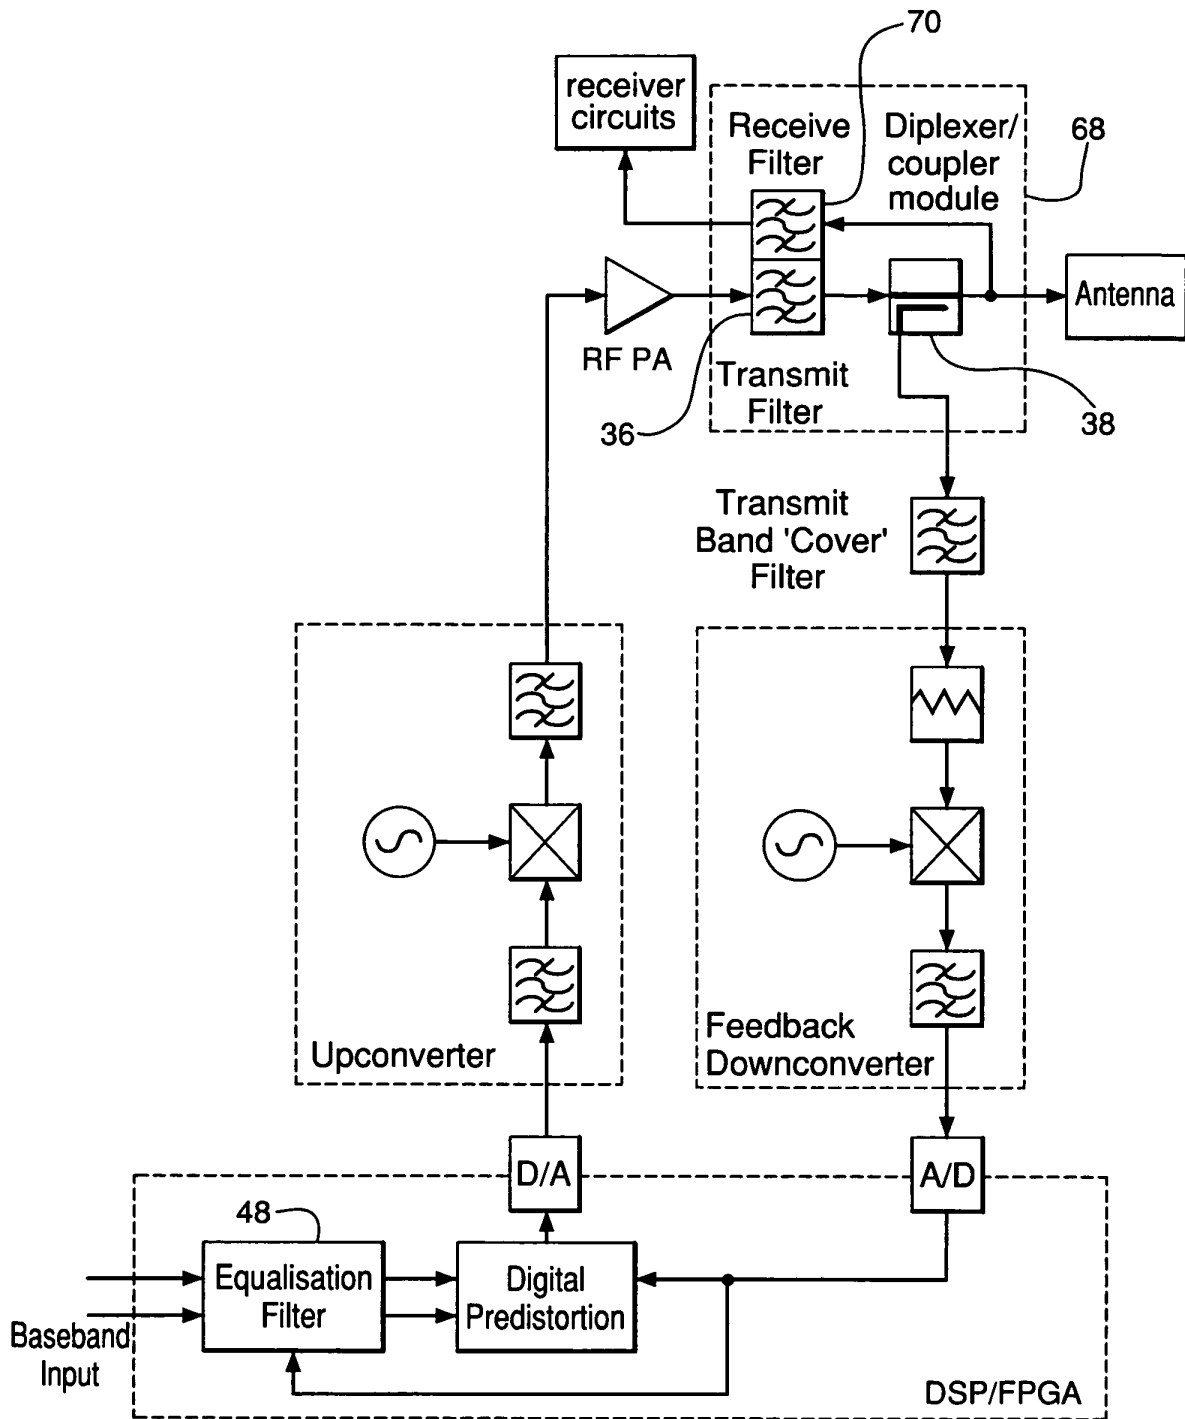 70
receiver
circuits
Receive
Filter
Diplexer/
coupler
module
68
Antenna
RF PA
Transmit
Filter
36
38
Transmit
Band 'Cover'
Filter
Upconverter
Feedback
Downconverter
D/A
A/D
48
Equalisation
Filter
Digital
Predistortion
Baseband
Input
DSP/FPGA